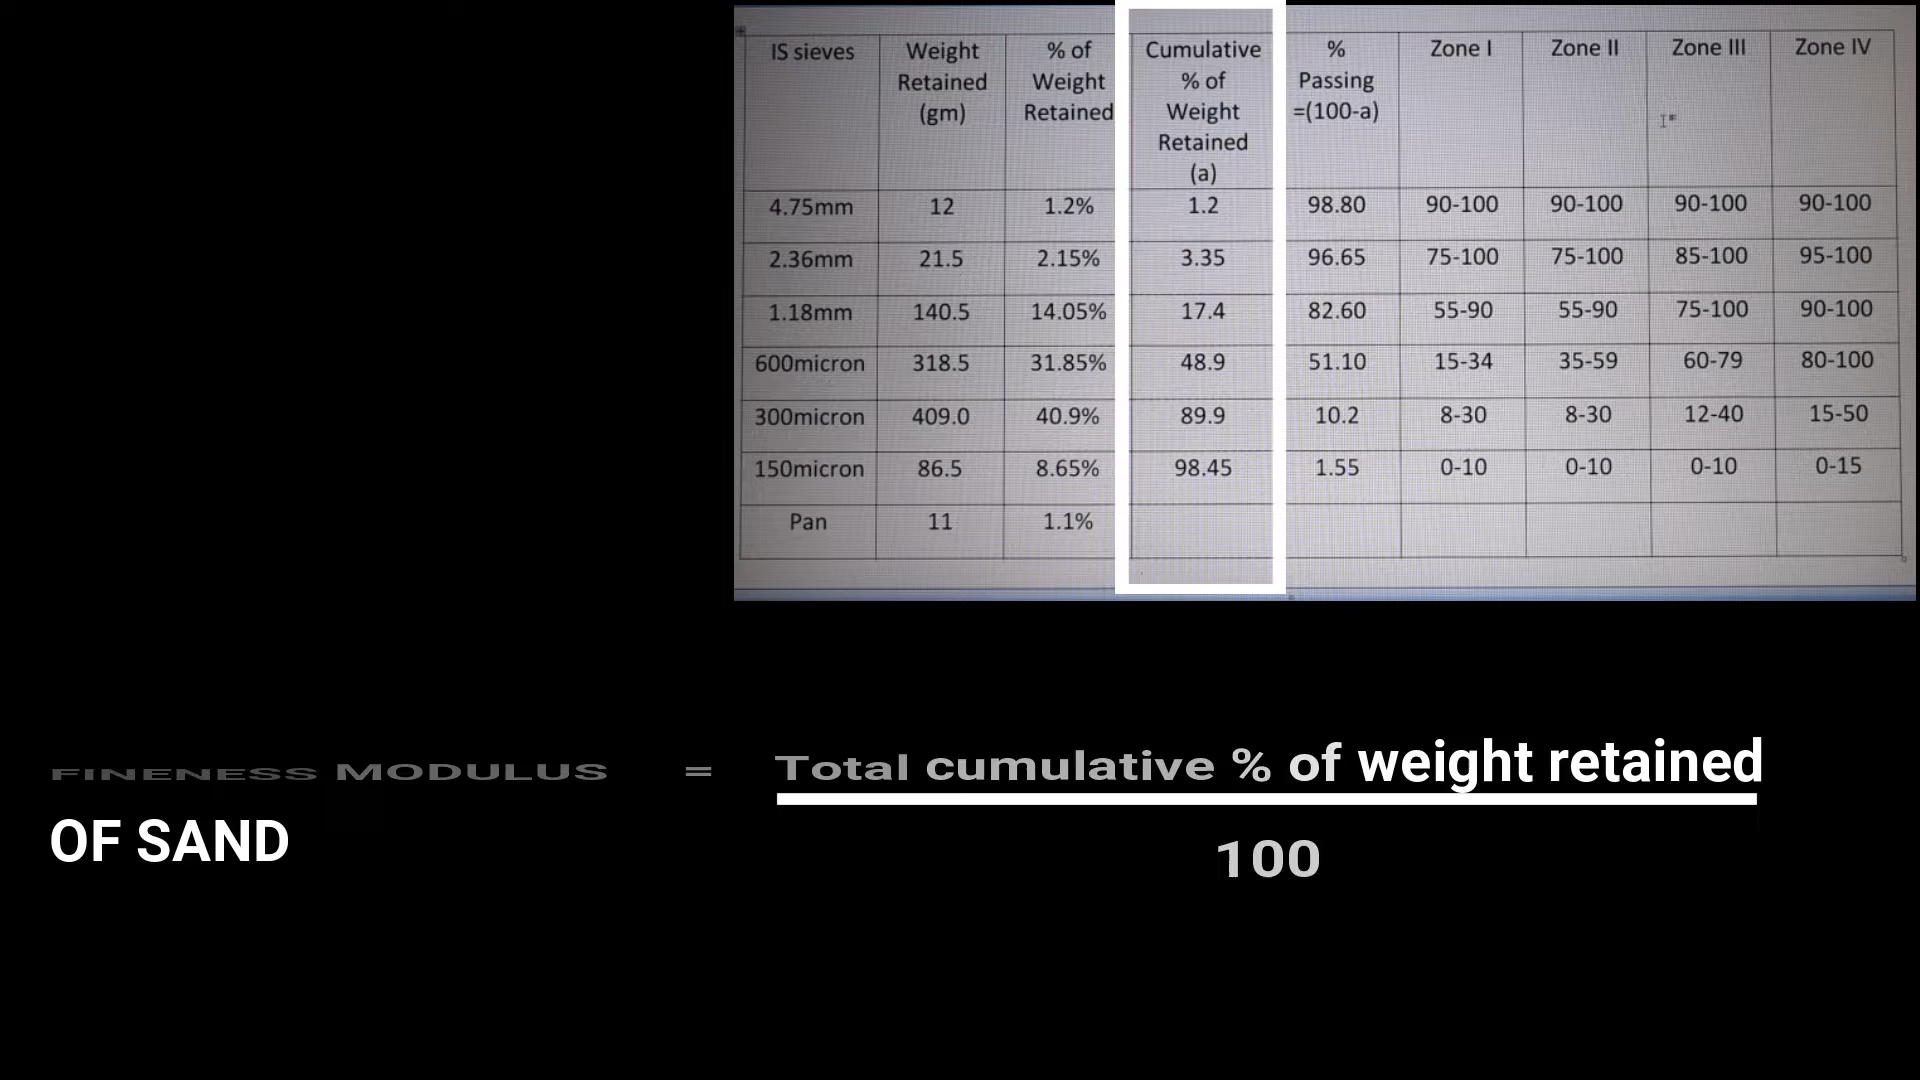 IS sieves Weight Retained (gm) % of Weight Retained Cumulative % of Weight Retained (a) % Passing =(100-a) Zone I Zone II Zone III Zone IV
4.75mm 12 1.2% 1.2 98.80 90-100 90-100 90-100 90-100
2.36mm 21.5 2.15% 3.35 96.65 75-100 75-100 85-100 95-100
1.18mm 140.5 14.05% 17.4 82.60 55-90 55-90 75-100 90-100
600micron 318.5 31.85% 48.9 51.10 15-34 35-59 60-79 80-100
300micron 409.0 40.9% 89.9 10.2 8-30 8-30 12-40 15-50
150micron 86.5 8.65% 98.45 1.55 0-10 0-10 0-10 0-15
Pan 11 1.1%
FINENESS MODULUS = Total cumulative % of weight retained
OF SAND
100